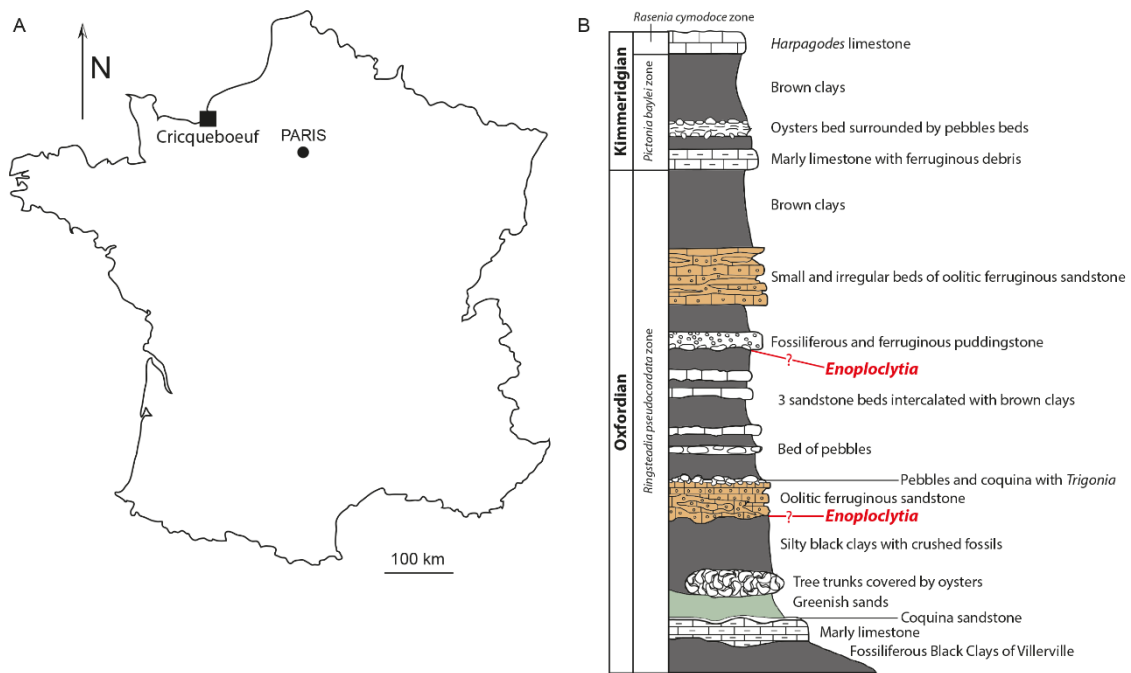 A
N
Cricqueboeuf
PARIS
100 km
B
Rasenia cymodoce zone
Kimmeridgian
Pictonia baylei zone
Oxfordian
Ringsteadia pseudocordata zone
Harpagodes limestone
Brown clays
Oysters bed surrounded by pebbles beds
Marly limestone with ferruginous debris
Brown clays
Small and irregular beds of oolitic ferruginous sandstone
Fossiliferous and ferruginous puddingstone
? Enoploclytia
3 sandstone beds intercalated with brown clays
Bed of pebbles
Pebbles and coquina with Trigonia
Oolitic ferruginous sandstone
? Enoploclytia
Silty black clays with crushed fossils
Tree trunks covered by oysters
Greenish sands
Coquina sandstone
Marly limestone
Fossiliferous Black Clays of Villerville